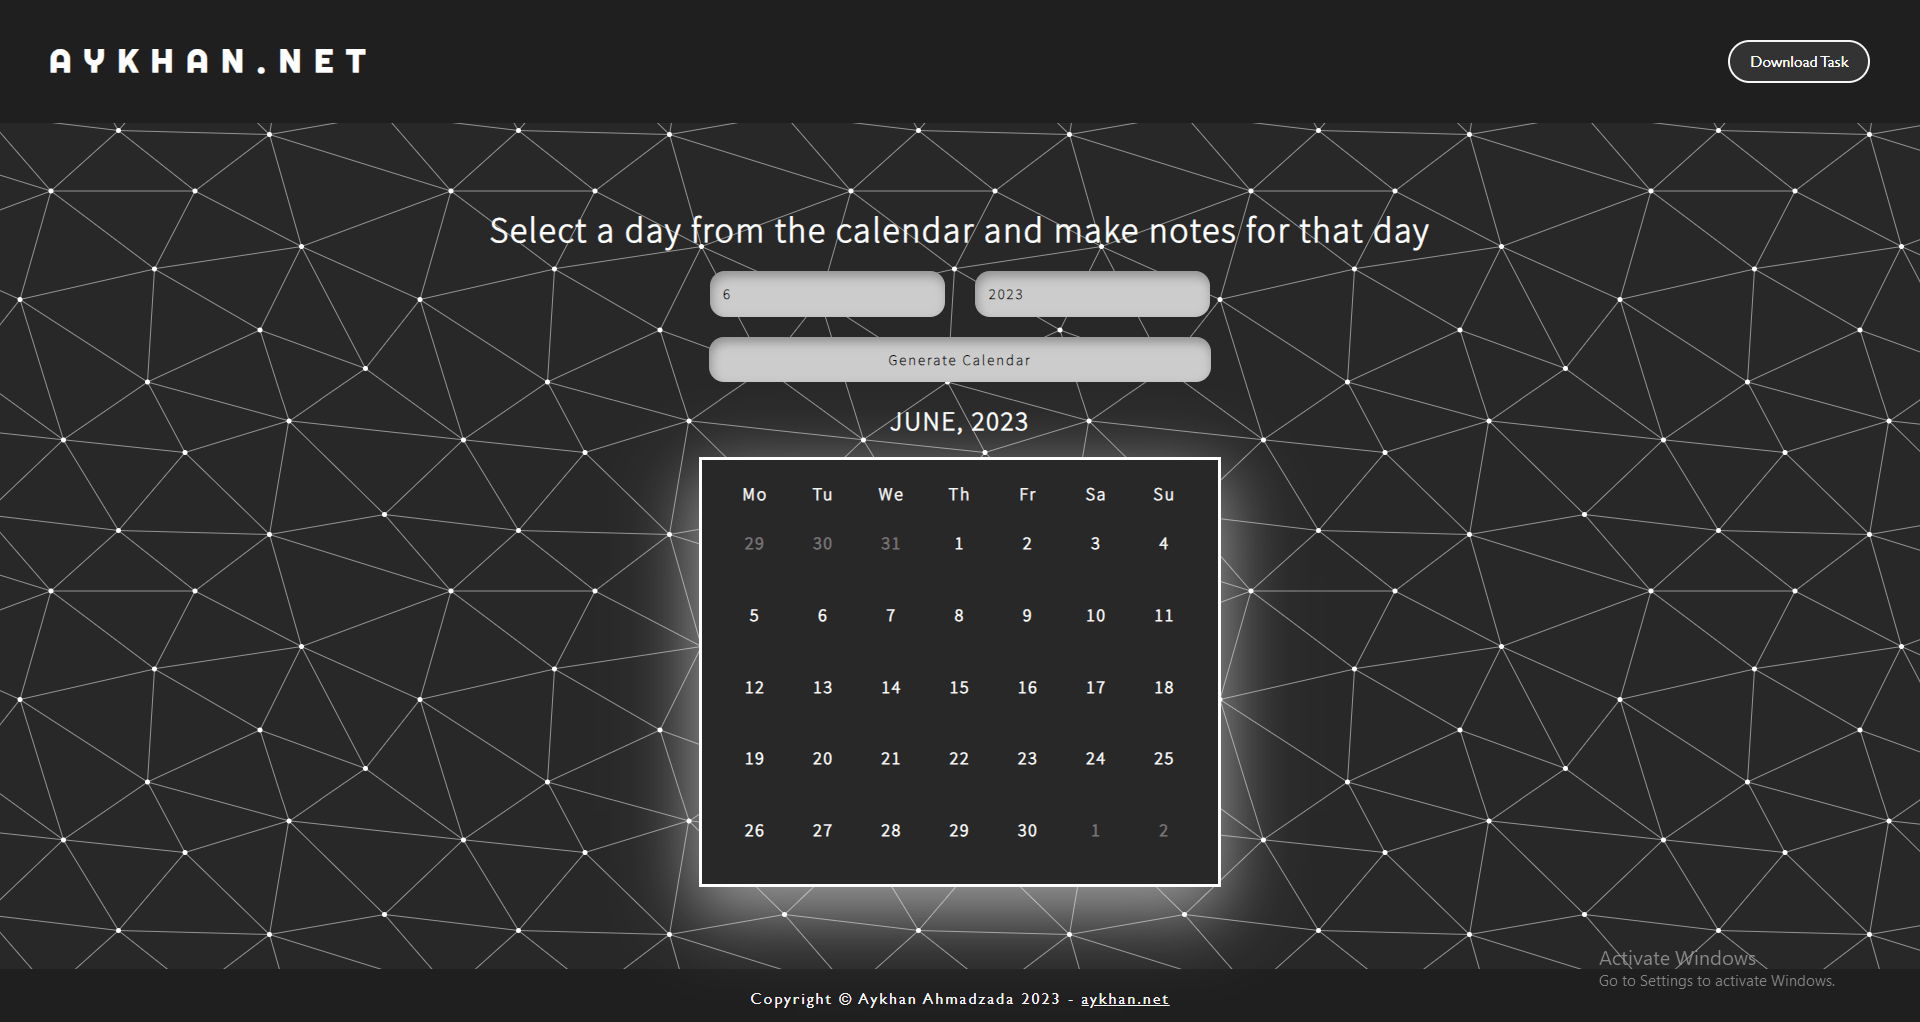 AYKHAN.NET
Download Task
Select a day from the calendar and make notes for that day
6 2023
Generate Calendar
JUNE, 2023
Mo Tu We Th Fr Sa Su
29 30 31 1 2 3 4
5 6 7 8 9 10 11
12 13 14 15 16 17 18
19 20 21 22 23 24 25
26 27 28 29 30 1 2
Activate Windows
Go to Settings to activate Windows.
Copyright © Aykhan Ahmadzada 2023 - aykhan.net